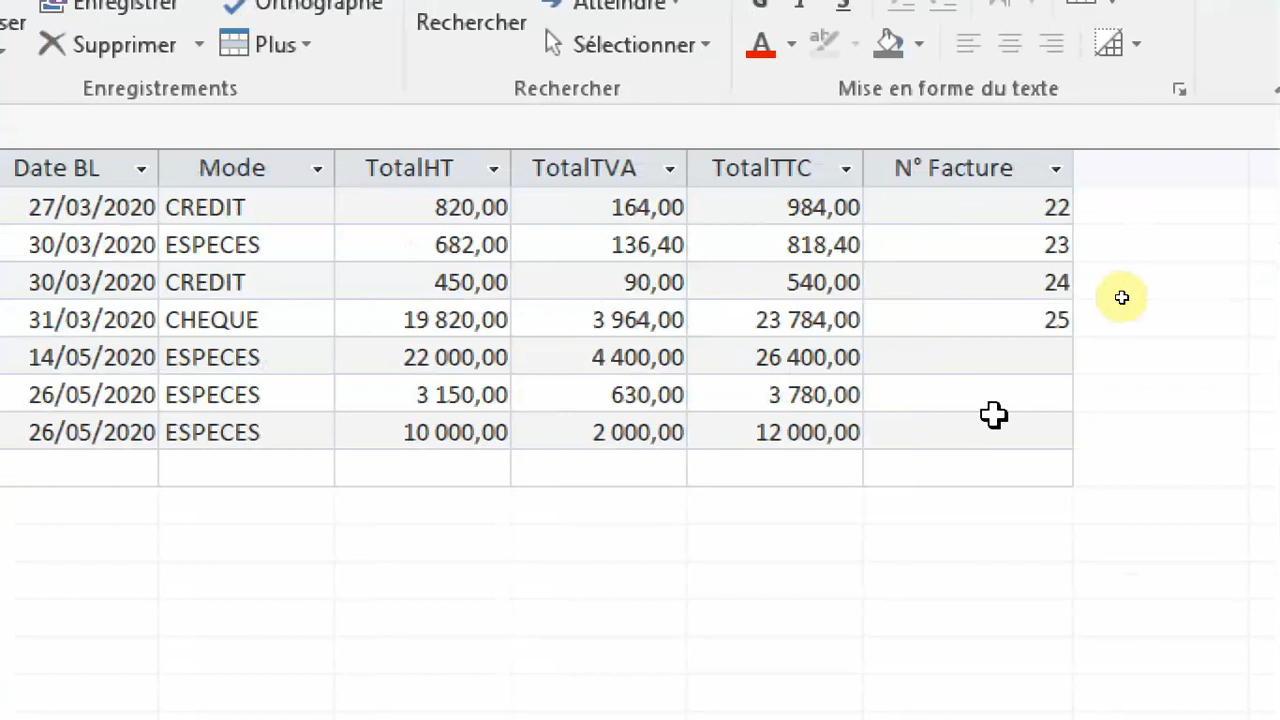 ser Enregistrer Orthographe Rechercher Atteindre G I S
Supprimer Plus Sélectionner A ab
Enregistrements Rechercher Mise en forme du texte
Date BL Mode TotalHT TotalTVA TotalTTC N° Facture
27/03/2020 CREDIT 820,00 164,00 984,00 22
30/03/2020 ESPECES 682,00 136,40 818,40 23
30/03/2020 CREDIT 450,00 90,00 540,00 24
31/03/2020 CHEQUE 19 820,00 3 964,00 23 784,00 25
14/05/2020 ESPECES 22 000,00 4 400,00 26 400,00
26/05/2020 ESPECES 3 150,00 630,00 3 780,00
26/05/2020 ESPECES 10 000,00 2 000,00 12 000,00